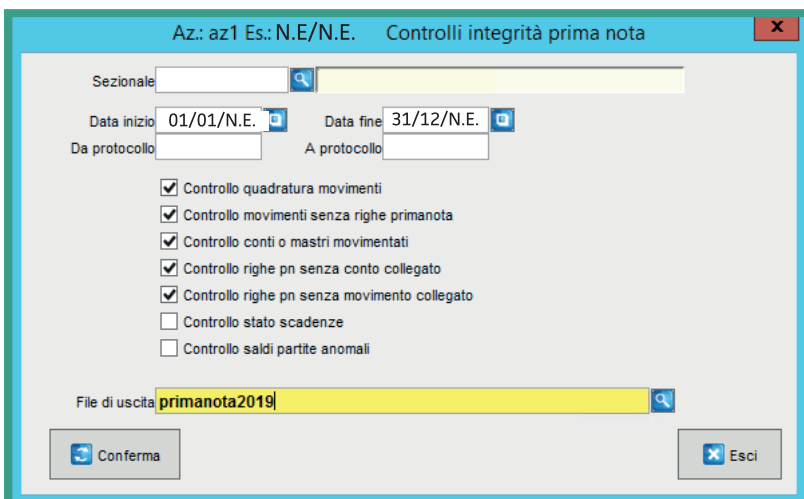 Az.: az1 Es.: N.E/N.E. Controlli integrità prima nota x
Sezionale
Data inizio 01/01/N.E. Data fine 31/12/N.E.
Da protocollo A protocollo
Controllo quadratura movimenti
Controllo movimenti senza righe primanota
Controllo conti o mastri movimentati
Controllo righe pn senza conto collegato
Controllo righe pn senza movimento collegato
Controllo stato scadenze
Controllo saldi partite anomali
File di uscita primanota2019
Conferma Esci